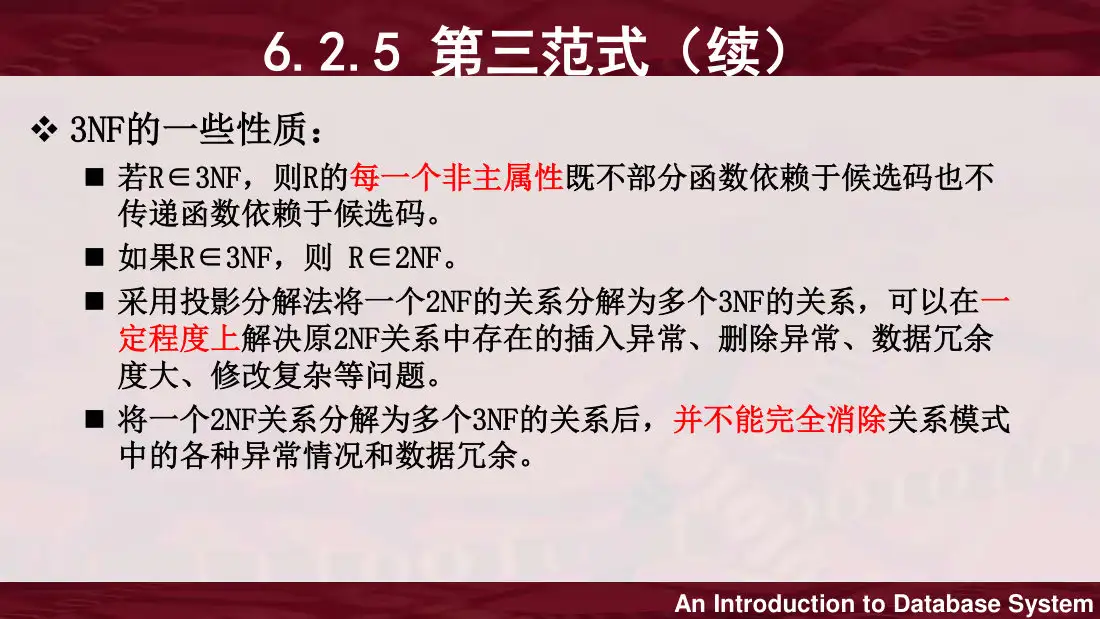 6.2.5 第三范式（续）
❖ 3NF的一些性质：
■ 若R∈3NF，则R的每一个非主属性既不部分函数依赖于候选码也不
传递函数依赖于候选码。
■ 如果R∈3NF，则 R∈2NF。
■ 采用投影分解法将一个2NF的关系分解为多个3NF的关系，可以在一
定程度上解决原2NF关系中存在的插入异常、删除异常、数据冗余
度大、修改复杂等问题。
■ 将一个2NF关系分解为多个3NF的关系后，并不能完全消除关系模式
中的各种异常情况和数据冗余。
An Introduction to Database System